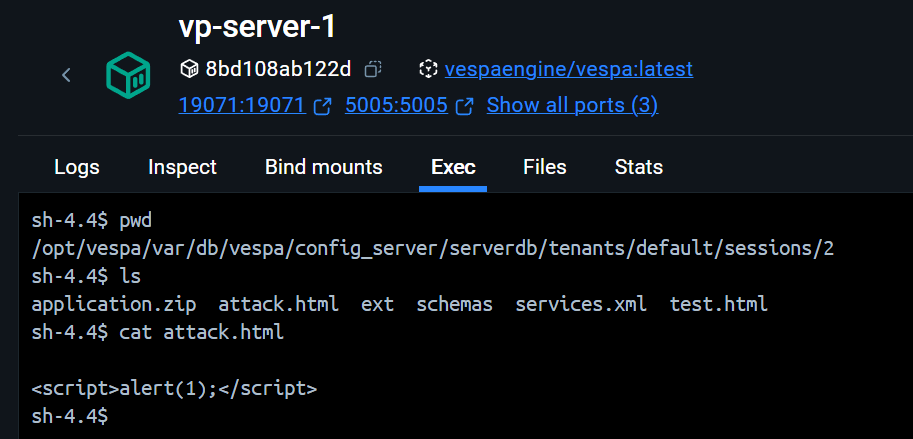 vp-server-1
8bd108ab122d vespaengine/vespa:latest
19071:19071 5005:5005 Show all ports (3)
Logs Inspect Bind mounts Exec Files Stats
sh-4.4$ pwd
/opt/vespa/var/db/vespa/config_server/serverdb/tenants/default/sessions/2
sh-4.4$ ls
application.zip  attack.html  ext  schemas  services.xml  test.html
sh-4.4$ cat attack.html
<script>alert(1);</script>
sh-4.4$